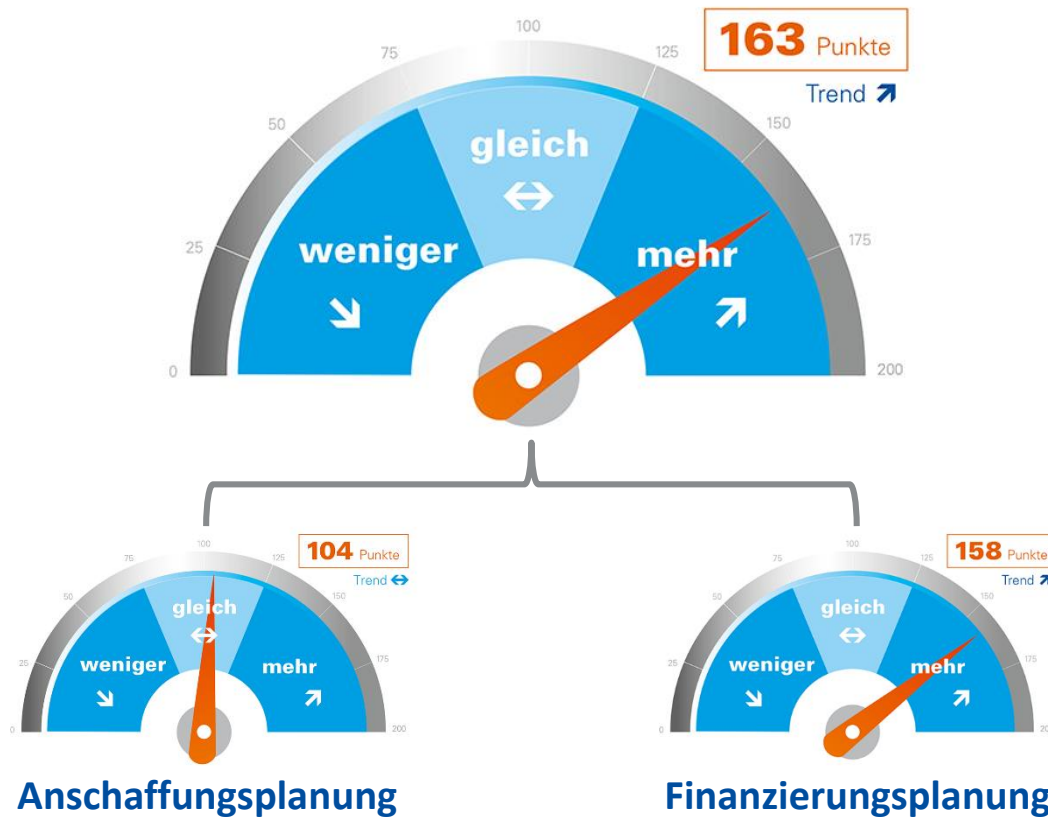 100
163 Punkte
75
125
Trend
50
150
gleich
weniger
mehr
25
175
0
200
100
104 Punkte
75
125
Trend
50
150
gleich
weniger
mehr
25
175
0
200
Anschaffungsplanung
100
158 Punkte
75
125
Trend
50
150
gleich
weniger
mehr
25
175
0
20
Finanzierungsplanung